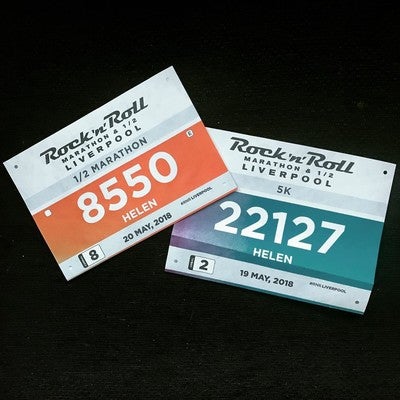 Rock'n'Roll
MARATHON & 1/2
LIVERPOOL
1/2 MARATHON
8550
HELEN
20 MAY, 2018
#RNRLIVERPOOL
8
Rock'n'Roll
MARATHON & 1/2
LIVERPOOL
5K
22127
HELEN
19 MAY, 2018
#RNRLIVERPOOL
2